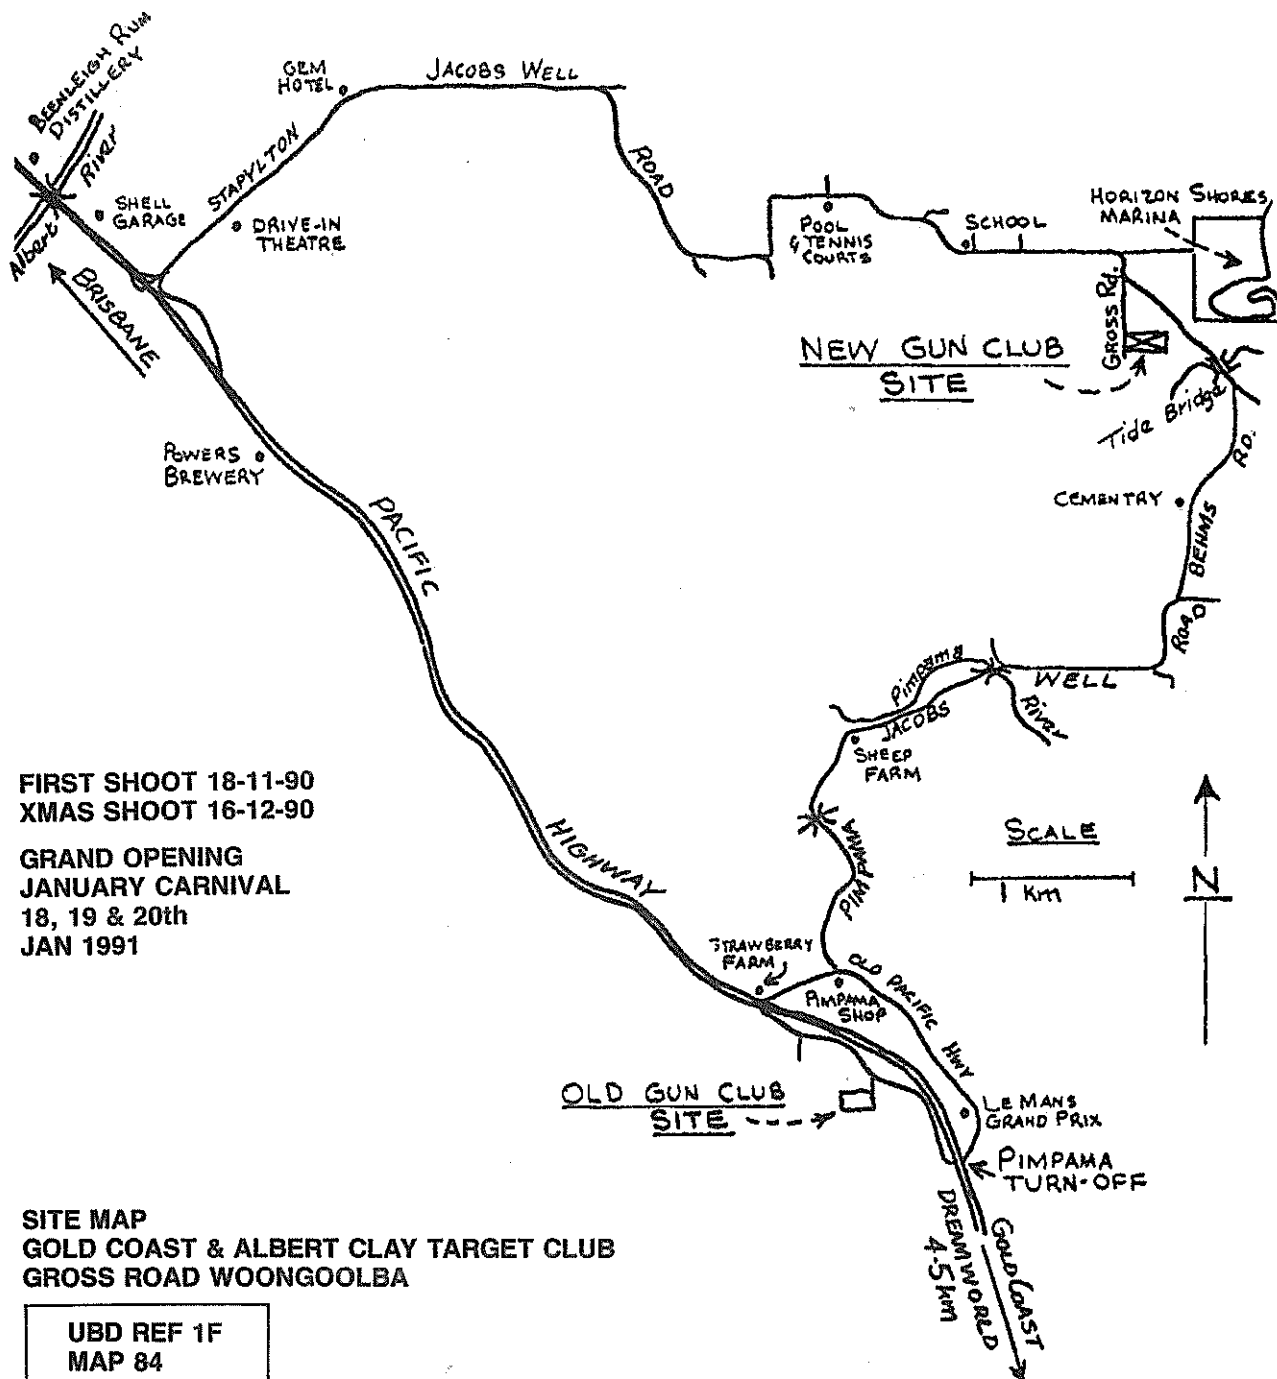 BEENLEIGH RUM
DISTILLERY
River
Albert
BRISBANE
SHELL
GARAGE
STAPYLTON
DRIVE-IN
THEATRE
GEM
HOTEL
JACOBS WELL
ROAD
POOL
& TENNIS
COURTS
SCHOOL
HORIZON SHORES
MARINA
GROSS Rd.
NEW GUN CLUB
SITE
Tide Bridge
RD.
BEHMS
CEMENTRY
ROAD
WELL
Pimpama
River
JACOBS
SHEEP
FARM
PIMPAMA
POWERS
BREWERY
PACIFIC
HIGHWAY
SCALE
1 Km
N
FIRST SHOOT 18-11-90
XMAS SHOOT 16-12-90
GRAND OPENING
JANUARY CARNIVAL
18, 19 & 20th
JAN 1991
STRAWBERRY
FARM
PIMPAMA
SHOP
OLD PACIFIC HWY
OLD GUN CLUB
SITE
LE MANS
GRAND PRIX
PIMPAMA
TURN-OFF
GOLD COAST
DREAMWORLD
4.5 km
SITE MAP
GOLD COAST & ALBERT CLAY TARGET CLUB
GROSS ROAD WOONGOOLBA
UBD REF 1F
MAP 84